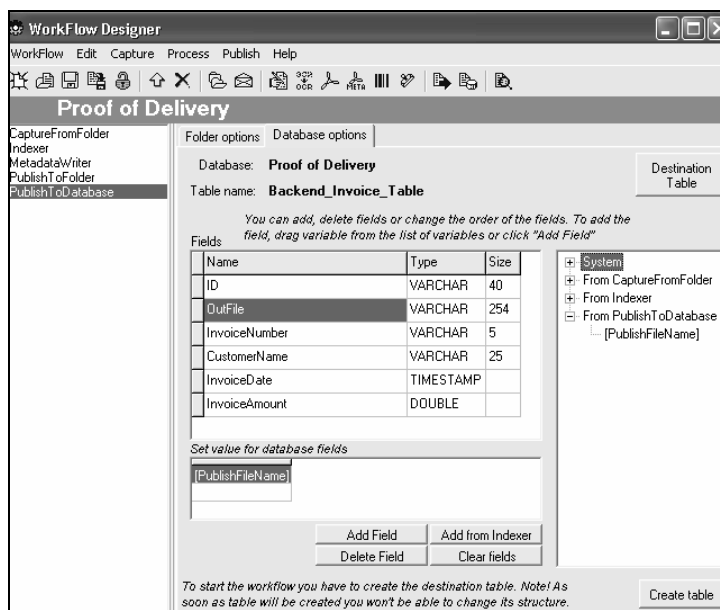 WorkFlow Designer
WorkFlow Edit Capture Process Publish Help
OCR
META
Proof of Delivery
CaptureFromFolder
Indexer
MetadataWriter
PublishToFolder
PublishToDatabase
Folder options Database options
Database: Proof of Delivery
Table name: Backend_Invoice_Table
Destination
Table
You can add, delete fields or change the order of the fields. To add the
field, drag variable from the list of variables or click "Add Field"
Fields
Name Type Size
ID VARCHAR 40
OutFile VARCHAR 254
InvoiceNumber VARCHAR 5
CustomerName VARCHAR 25
InvoiceDate TIMESTAMP
InvoiceAmount DOUBLE
System
From CaptureFromFolder
From Indexer
From PublishToDatabase
[PublishFileName]
Set value for database fields
[PublishFileName]
Add Field Add from Indexer
Delete Field Clear fields
To start the workflow you have to create the destination table. Note! As
soon as table will be created you won't be able to change its structure.
Create table